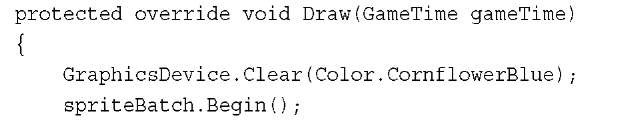 protected override void Draw(GameTime gameTime)
{
    GraphicsDevice.Clear(Color.CornflowerBlue);
    spriteBatch.Begin();